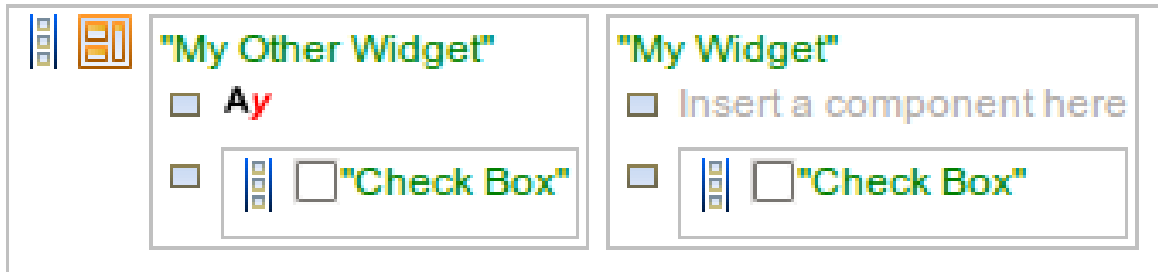 "My Other Widget"
Ay
"Check Box"
"My Widget"
Insert a component here
"Check Box"